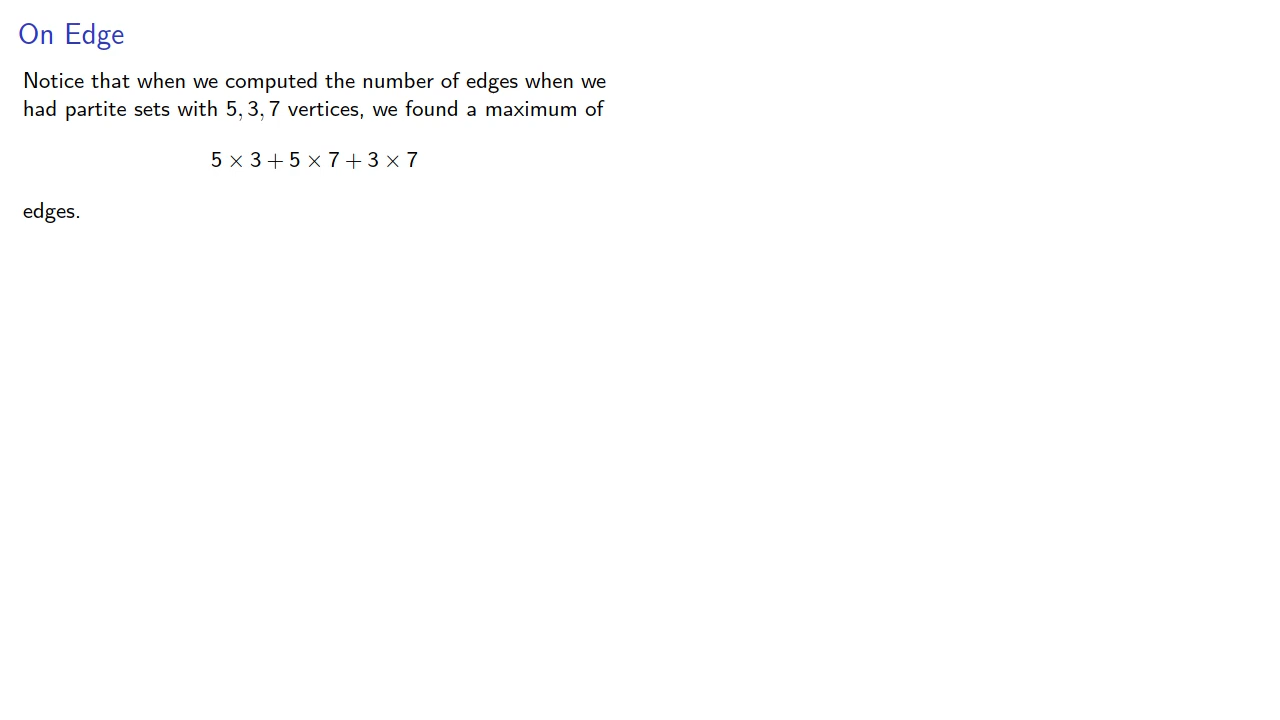 On Edge
Notice that when we computed the number of edges when we
had partite sets with 5, 3, 7 vertices, we found a maximum of
5 × 3 + 5 × 7 + 3 × 7
edges.